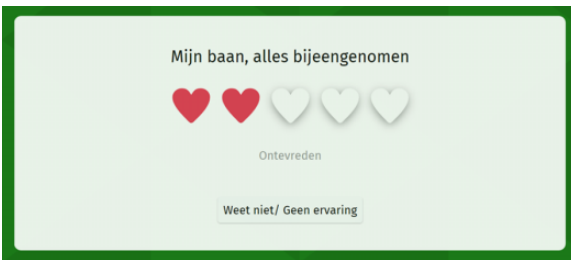 Mijn baan, alles bijeengenomen
Ontevreden
Weet niet/ Geen ervaring